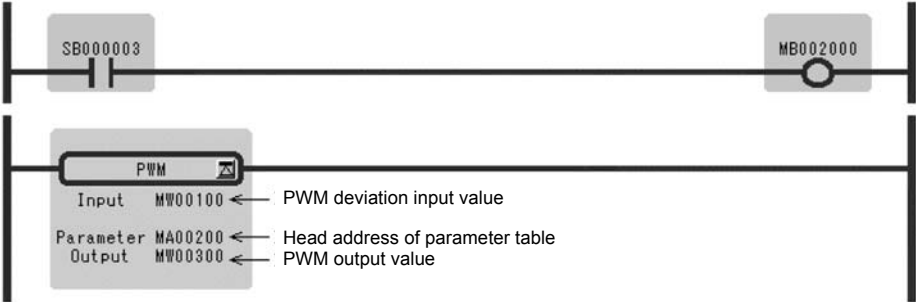 SB000003
MB002000
PWM
Input MW00100 PWM deviation input value
Parameter MA00200 Head address of parameter table
Output MW00300 PWM output value